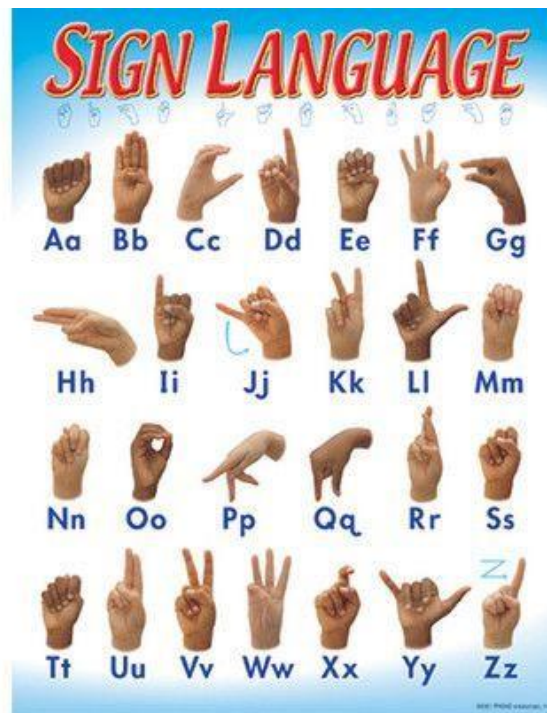 SIGN LANGUAGE
Aa Bb Cc Dd Ee Ff Gg
Hh Ii Jj Kk Ll Mm
Nn Oo Pp Qq Rr Ss
Tt Uu Vv Ww Xx Yy Zz